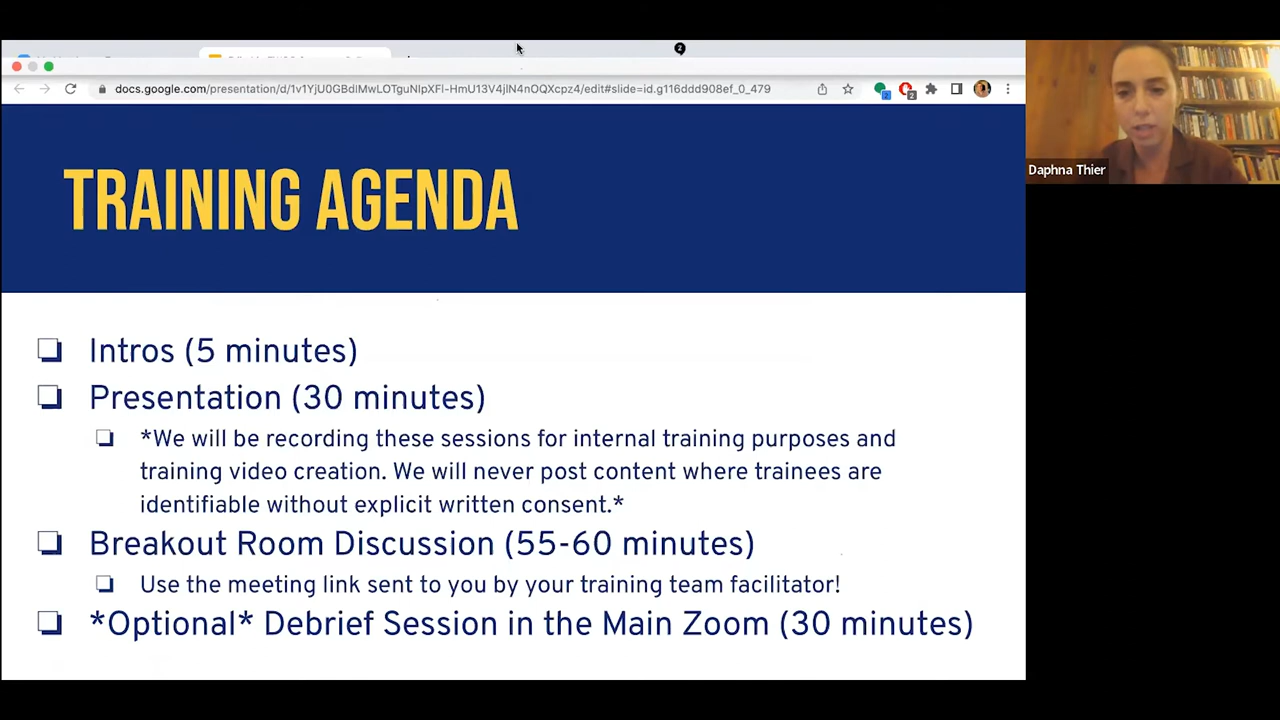 2
docs.google.com/presentation/d/1v1YjU0GBdlMwLOTguNlpXFl-HmU13V4jlN4nOQXcpz4/edit#slide=id.g116ddd908ef_0_479
2
2
Daphna Thier
TRAINING AGENDA
Intros (5 minutes)
Presentation (30 minutes)
*We will be recording these sessions for internal training purposes and
training video creation. We will never post content where trainees are
identifiable without explicit written consent.*
Breakout Room Discussion (55-60 minutes)
Use the meeting link sent to you by your training team facilitator!
*Optional* Debrief Session in the Main Zoom (30 minutes)